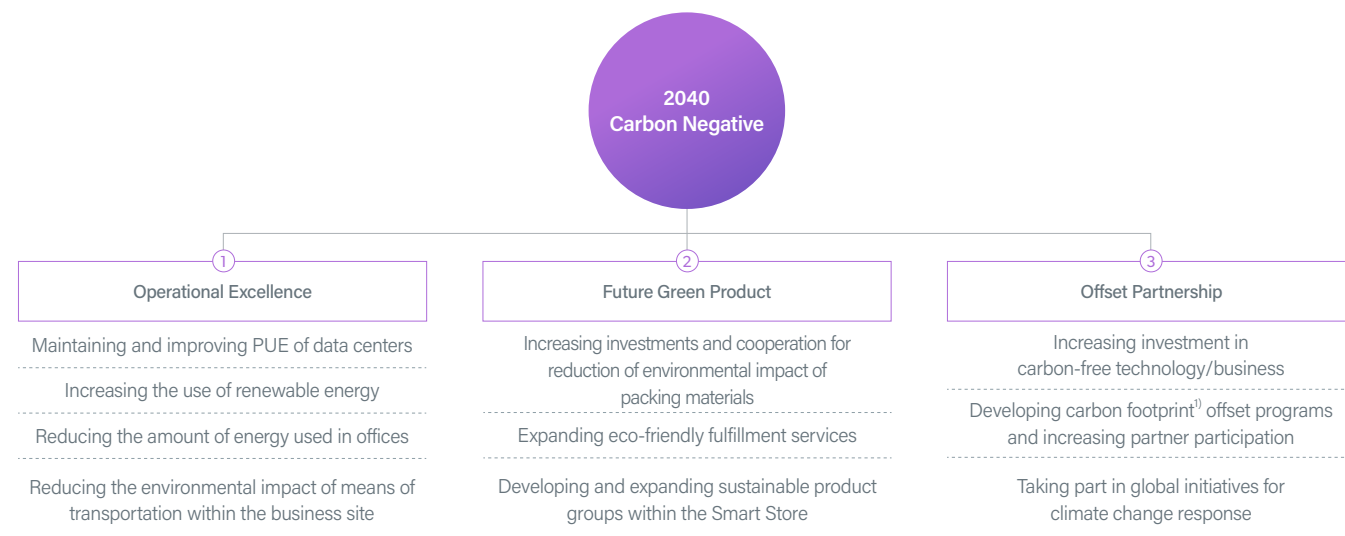 2040
Carbon Negative
1
Operational Excellence
Maintaining and improving PUE of data centers
Increasing the use of renewable energy
Reducing the amount of energy used in offices
Reducing the environmental impact of means of
transportation within the business site
2
Future Green Product
Increasing investments and cooperation for
reduction of environmental impact of
packing materials
Expanding eco-friendly fulfillment services
Developing and expanding sustainable product
groups within the Smart Store
3
Offset Partnership
Increasing investment in
carbon-free technology/business
Developing carbon footprint1) offset programs
and increasing partner participation
Taking part in global initiatives for
climate change response